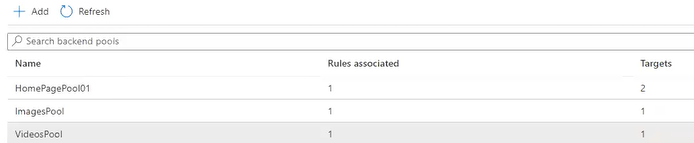 Add Refresh
Search backend pools
Name Rules associated Targets
HomePagePool01 1 2
ImagesPool 1 1
VideosPool 1 1